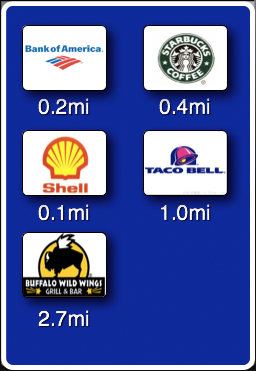 Bank of America
STARBUCKS
COFFEE
0.2mi
0.4mi
Shell
TACO BELL
0.1mi
1.0mi
BUFFALO WILD WINGS
GRILL & BAR
2.7mi